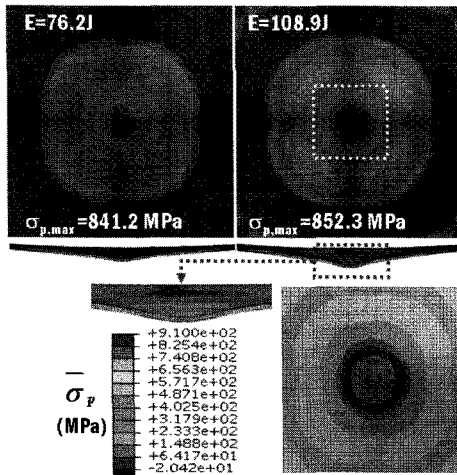 E=76.2J
E=108.9J
σp,max=841.2 MPa
σp,max=852.3 MPa
σ̅p
(MPa)
+9.100e+02
+8.254e+02
+7.408e+02
+6.563e+02
+5.717e+02
+4.871e+02
+4.025e+02
+3.179e+02
+2.333e+02
+1.488e+02
+6.417e+01
-2.042e+01